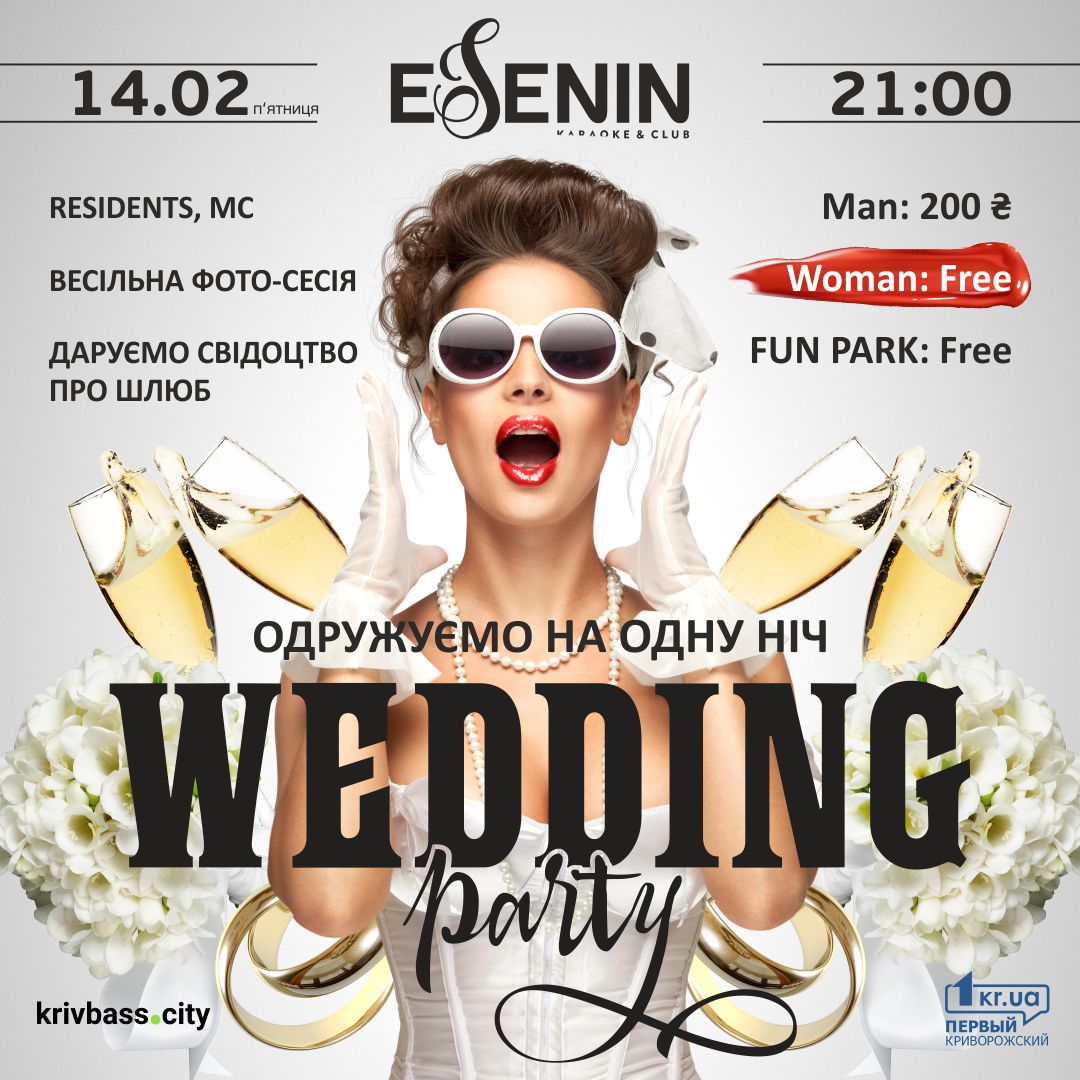 14.02 п'ятниця
ESENIN
KARAOKE & CLUB
21:00
RESIDENTS, MC
ВЕСІЛЬНА ФОТО-СЕСІЯ
ДАРУЄМО СВІДОЦТВО
ПРО ШЛЮБ
Man: 200 ₴
Woman: Free
FUN PARK: Free
ОДРУЖУЄМО НА ОДНУ НІЧ
WEDDING
party
krivbass.city
1kr.ua
ПЕРВЫЙ
КРИВОРОЖСКИЙ